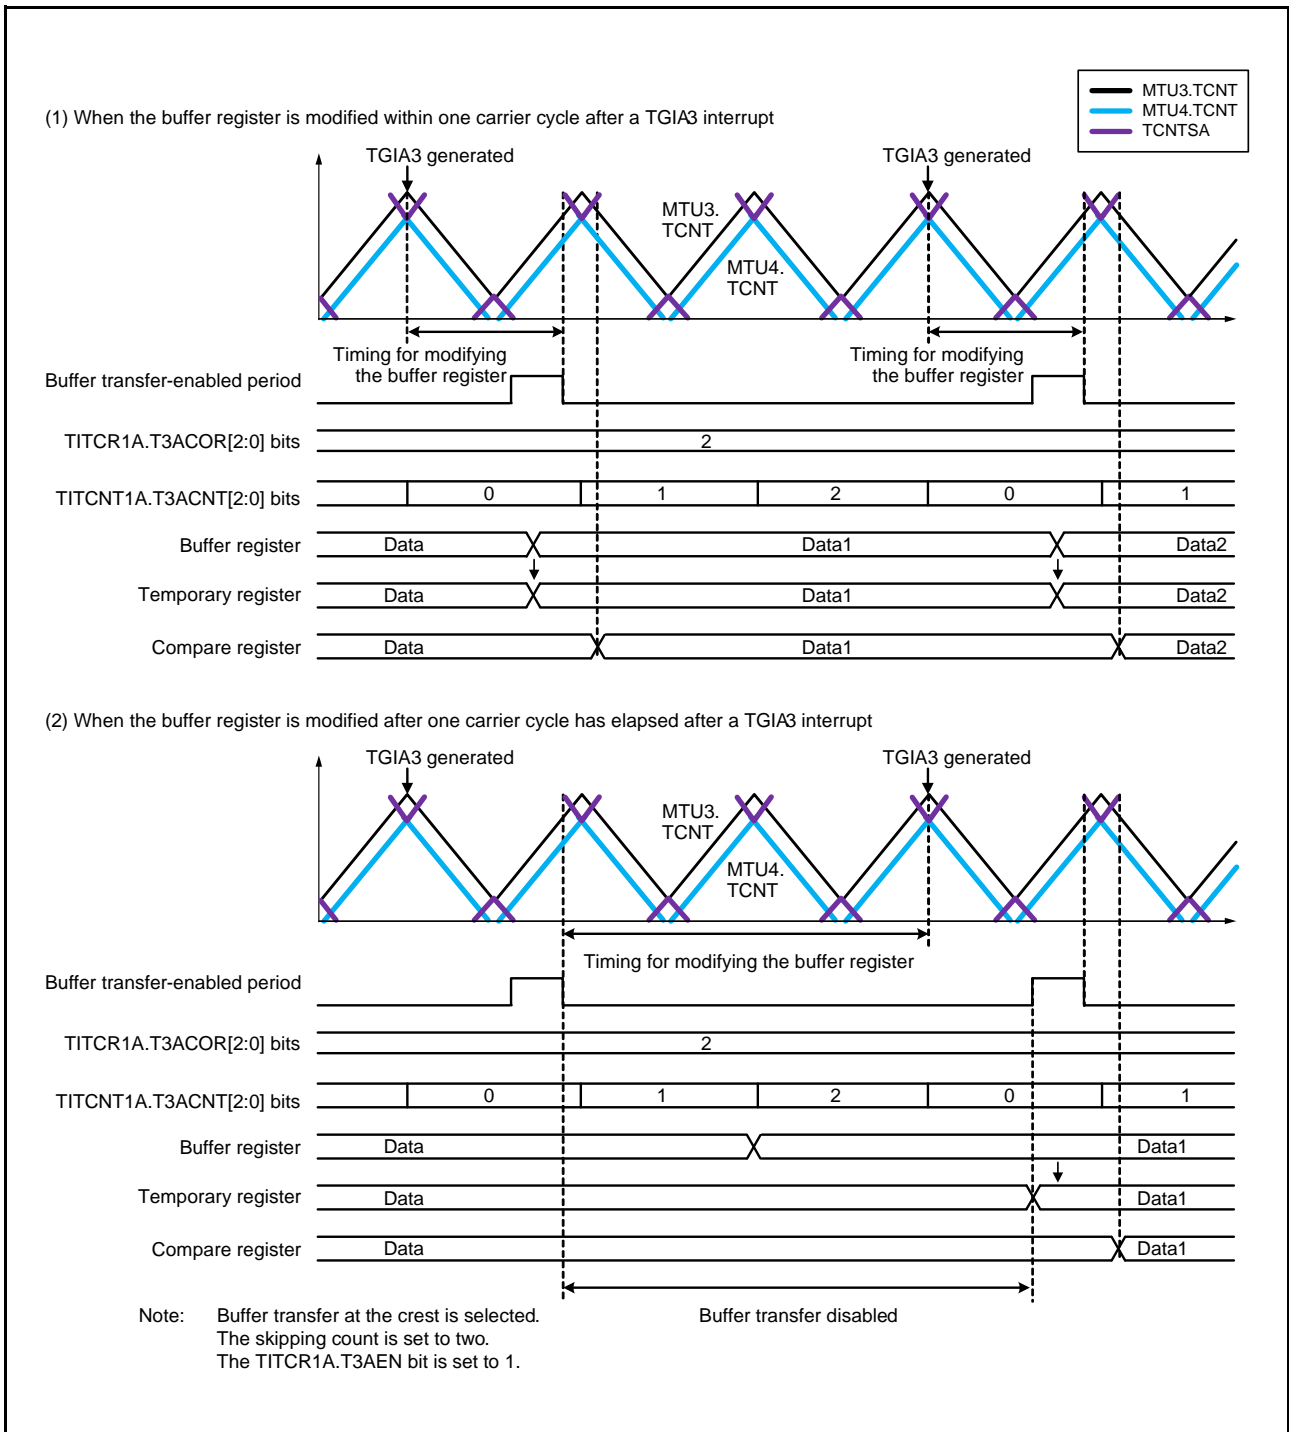 MTU3.TCNT
MTU4.TCNT
TCNTSA
(1) When the buffer register is modified within one carrier cycle after a TGIA3 interrupt
TGIA3 generated
TGIA3 generated
MTU3.
TCNT
MTU4.
TCNT
Timing for modifying
the buffer register
Timing for modifying
the buffer register
Buffer transfer-enabled period
TITCR1A.T3ACOR[2:0] bits
2
TITCNT1A.T3ACNT[2:0] bits
0
1
2
0
1
Buffer register
Data
Data1
Data2
Temporary register
Data
Data1
Data2
Compare register
Data
Data1
Data2
(2) When the buffer register is modified after one carrier cycle has elapsed after a TGIA3 interrupt
TGIA3 generated
TGIA3 generated
MTU3.
TCNT
MTU4.
TCNT
Timing for modifying the buffer register
Buffer transfer-enabled period
TITCR1A.T3ACOR[2:0] bits
2
TITCNT1A.T3ACNT[2:0] bits
0
1
2
0
1
Buffer register
Data
Data1
Temporary register
Data
Data1
Compare register
Data
Data1
Buffer transfer disabled
Note: Buffer transfer at the crest is selected.
The skipping count is set to two.
The TITCR1A.T3AEN bit is set to 1.